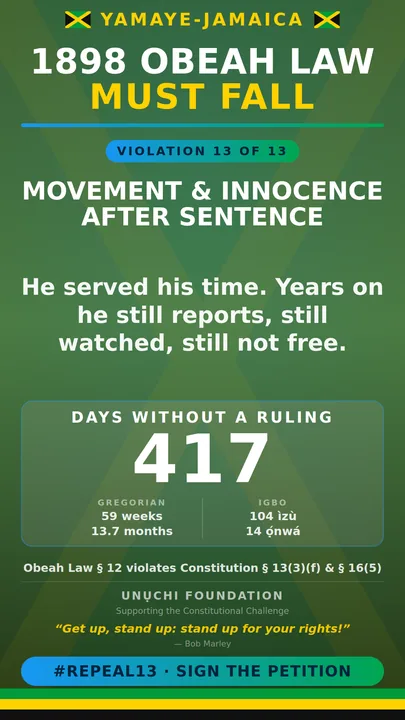 YAMAYE-JAMAICA
1898 OBEAH LAW
MUST FALL
VIOLATION 13 OF 13
MOVEMENT & INNOCENCE
AFTER SENTENCE
He served his time. Years on
he still reports, still
watched, still not free.
DAYS WITHOUT A RULING
417
GREGORIAN
59 weeks
13.7 months
IGBO
104 ìzù
14 ọ́nwá
Obeah Law § 12 violates Constitution § 13(3)(f) & § 16(5)
UNỤCHI FOUNDATION
Supporting the Constitutional Challenge
“Get up, stand up: stand up for your rights!”
— Bob Marley
#REPEAL13 · SIGN THE PETITION